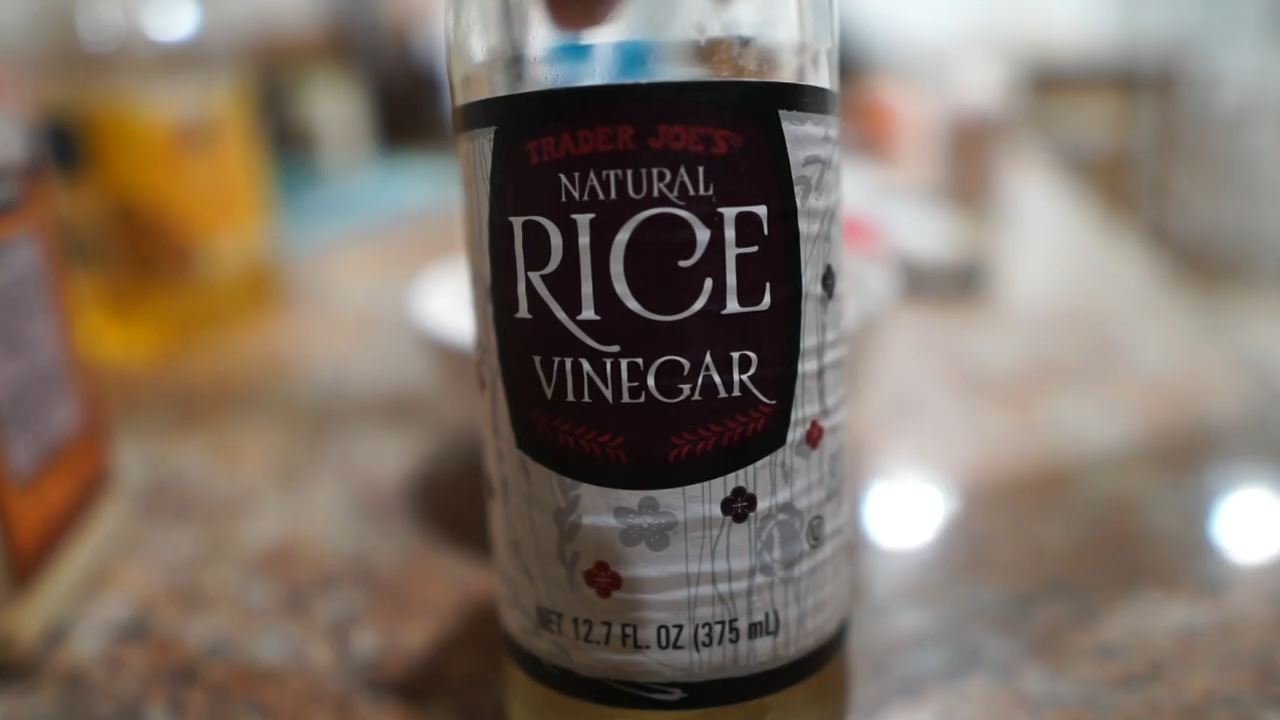 TRADER JOE'S®
NATURAL
RICE
VINEGAR
NET 12.7 FL. OZ (375 mL)